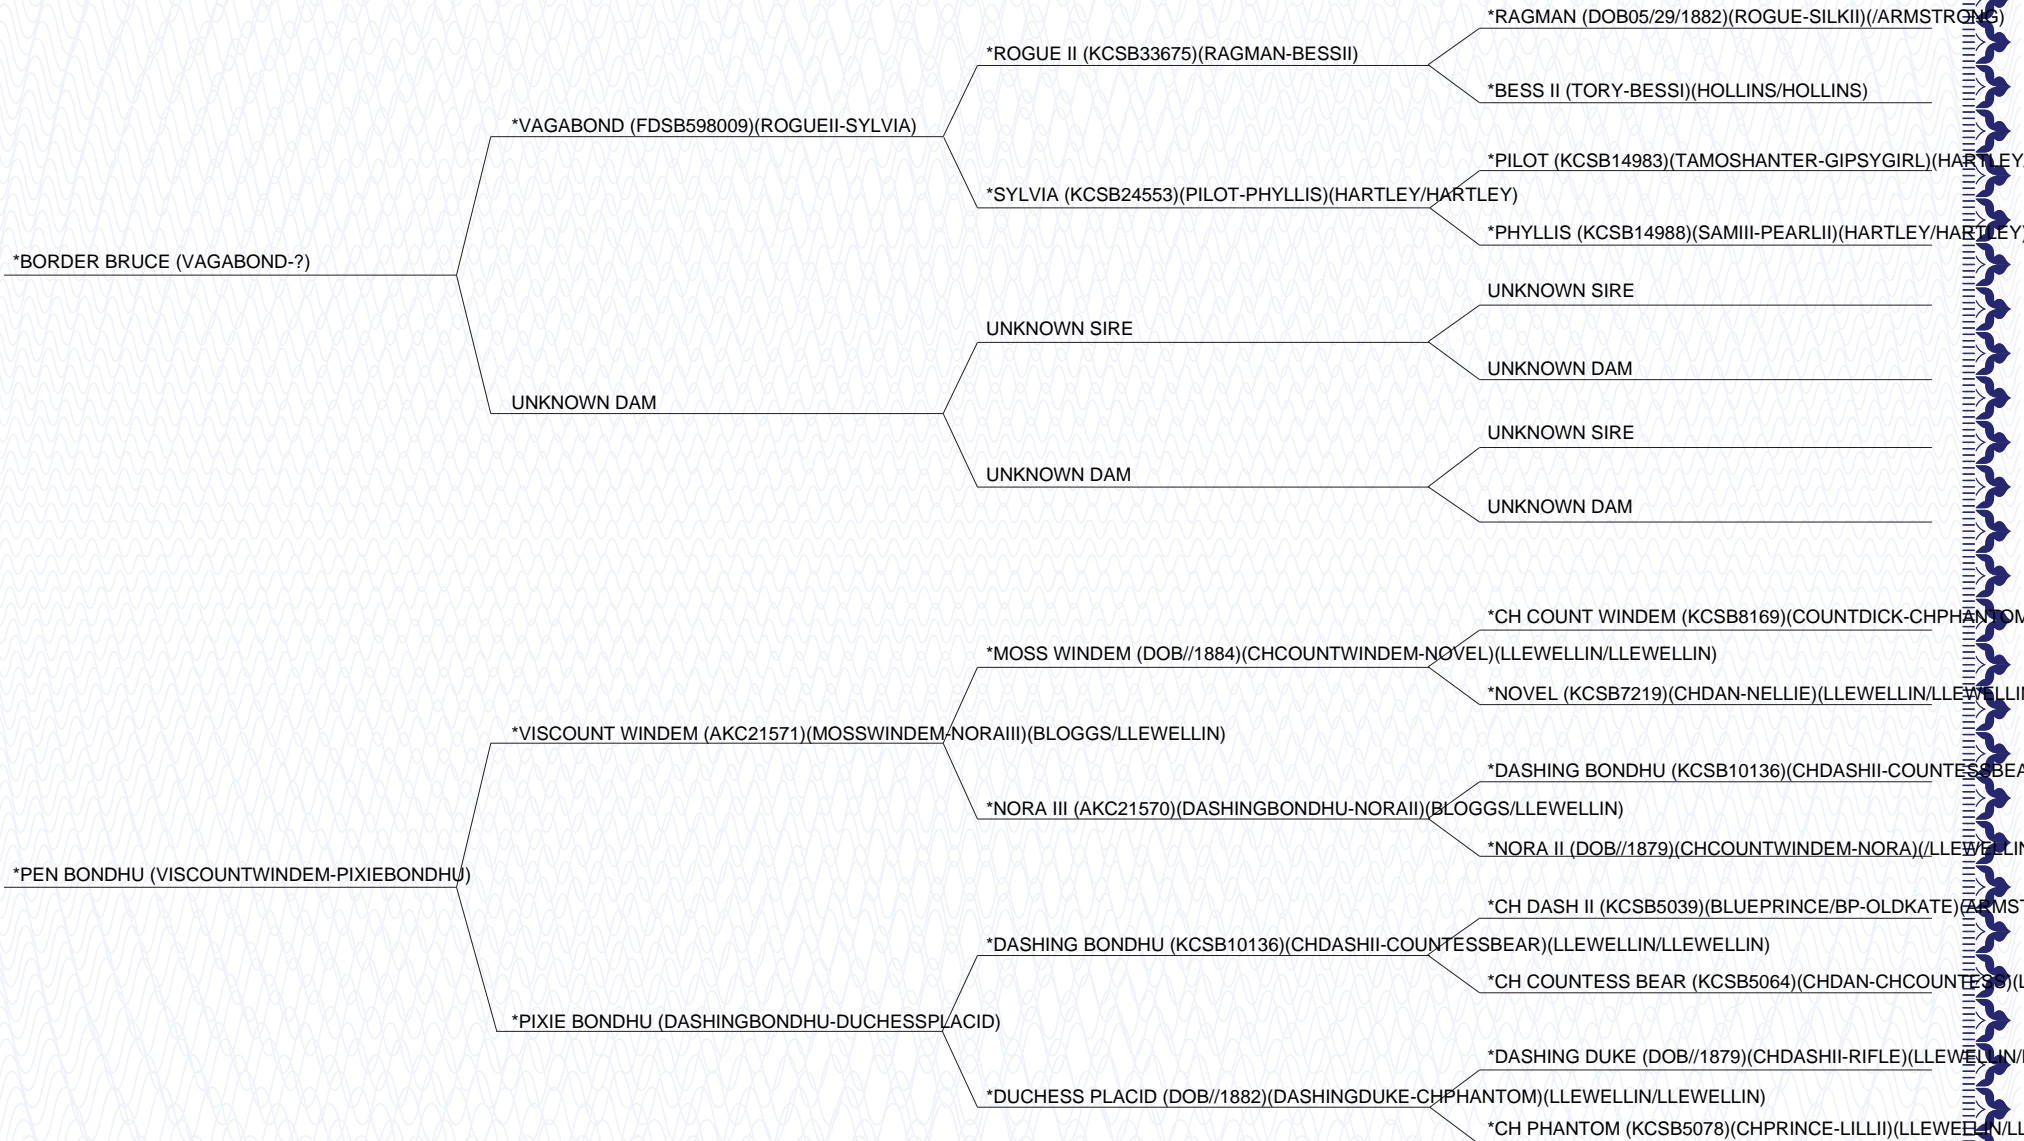 *RAGMAN (DOB05/29/1882)(ROGUE-SILKII)(/ARMSTRONG)
*ROGUE II (KCSB33675)(RAGMAN-BESSII)
*BESS II (TORY-BESSI)(HOLLINS/HOLLINS)
*VAGABOND (FDSB598009)(ROGUEII-SYLVIA)
*PILOT (KCSB14983)(TAMOSHANTER-GIPSYGIRL)(HARTLEY/
*SYLVIA (KCSB24553)(PILOT-PHYLLIS)(HARTLEY/HARTLEY)
*PHYLLIS (KCSB14988)(SAMIII-PEARLII)(HARTLEY/HARTLEY)
*BORDER BRUCE (VAGABOND-?)
UNKNOWN SIRE
UNKNOWN SIRE
UNKNOWN DAM
UNKNOWN DAM
UNKNOWN SIRE
UNKNOWN DAM
UNKNOWN DAM
*CH COUNT WINDEM (KCSB8169)(COUNTDICK-CHPHANTOM
*MOSS WINDEM (DOB//1884)(CHCOUNTWINDEM-NOVEL)(LLEWELLIN/LLEWELLIN)
*NOVEL (KCSB7219)(CHDAN-NELLIE)(LLEWELLIN/LLEWELLIN
*VISCOUNT WINDEM (AKC21571)(MOSSWINDEM-NORAIII)(BLOGGS/LLEWELLIN)
*DASHING BONDHU (KCSB10136)(CHDASHII-COUNTESSBEA
*NORA III (AKC21570)(DASHINGBONDHU-NORAII)(BLOGGS/LLEWELLIN)
*NORA II (DOB//1879)(CHCOUNTWINDEM-NORA)(/LLEWELLIN
*PEN BONDHU (VISCOUNTWINDEM-PIXIEBONDHU)
*CH DASH II (KCSB5039)(BLUEPRINCE/BP-OLDKATE)(ARMST
*DASHING BONDHU (KCSB10136)(CHDASHII-COUNTESSBEAR)(LLEWELLIN/LLEWELLIN)
*CH COUNTESS BEAR (KCSB5064)(CHDAN-CHCOUNTESS)(L
*PIXIE BONDHU (DASHINGBONDHU-DUCHESSPLACID)
*DASHING DUKE (DOB//1879)(CHDASHII-RIFLE)(LLEWELLIN/
*DUCHESS PLACID (DOB//1882)(DASHINGDUKE-CHPHANTOM)(LLEWELLIN/LLEWELLIN)
*CH PHANTOM (KCSB5078)(CHPRINCE-LILLII)(LLEWELLIN/LL